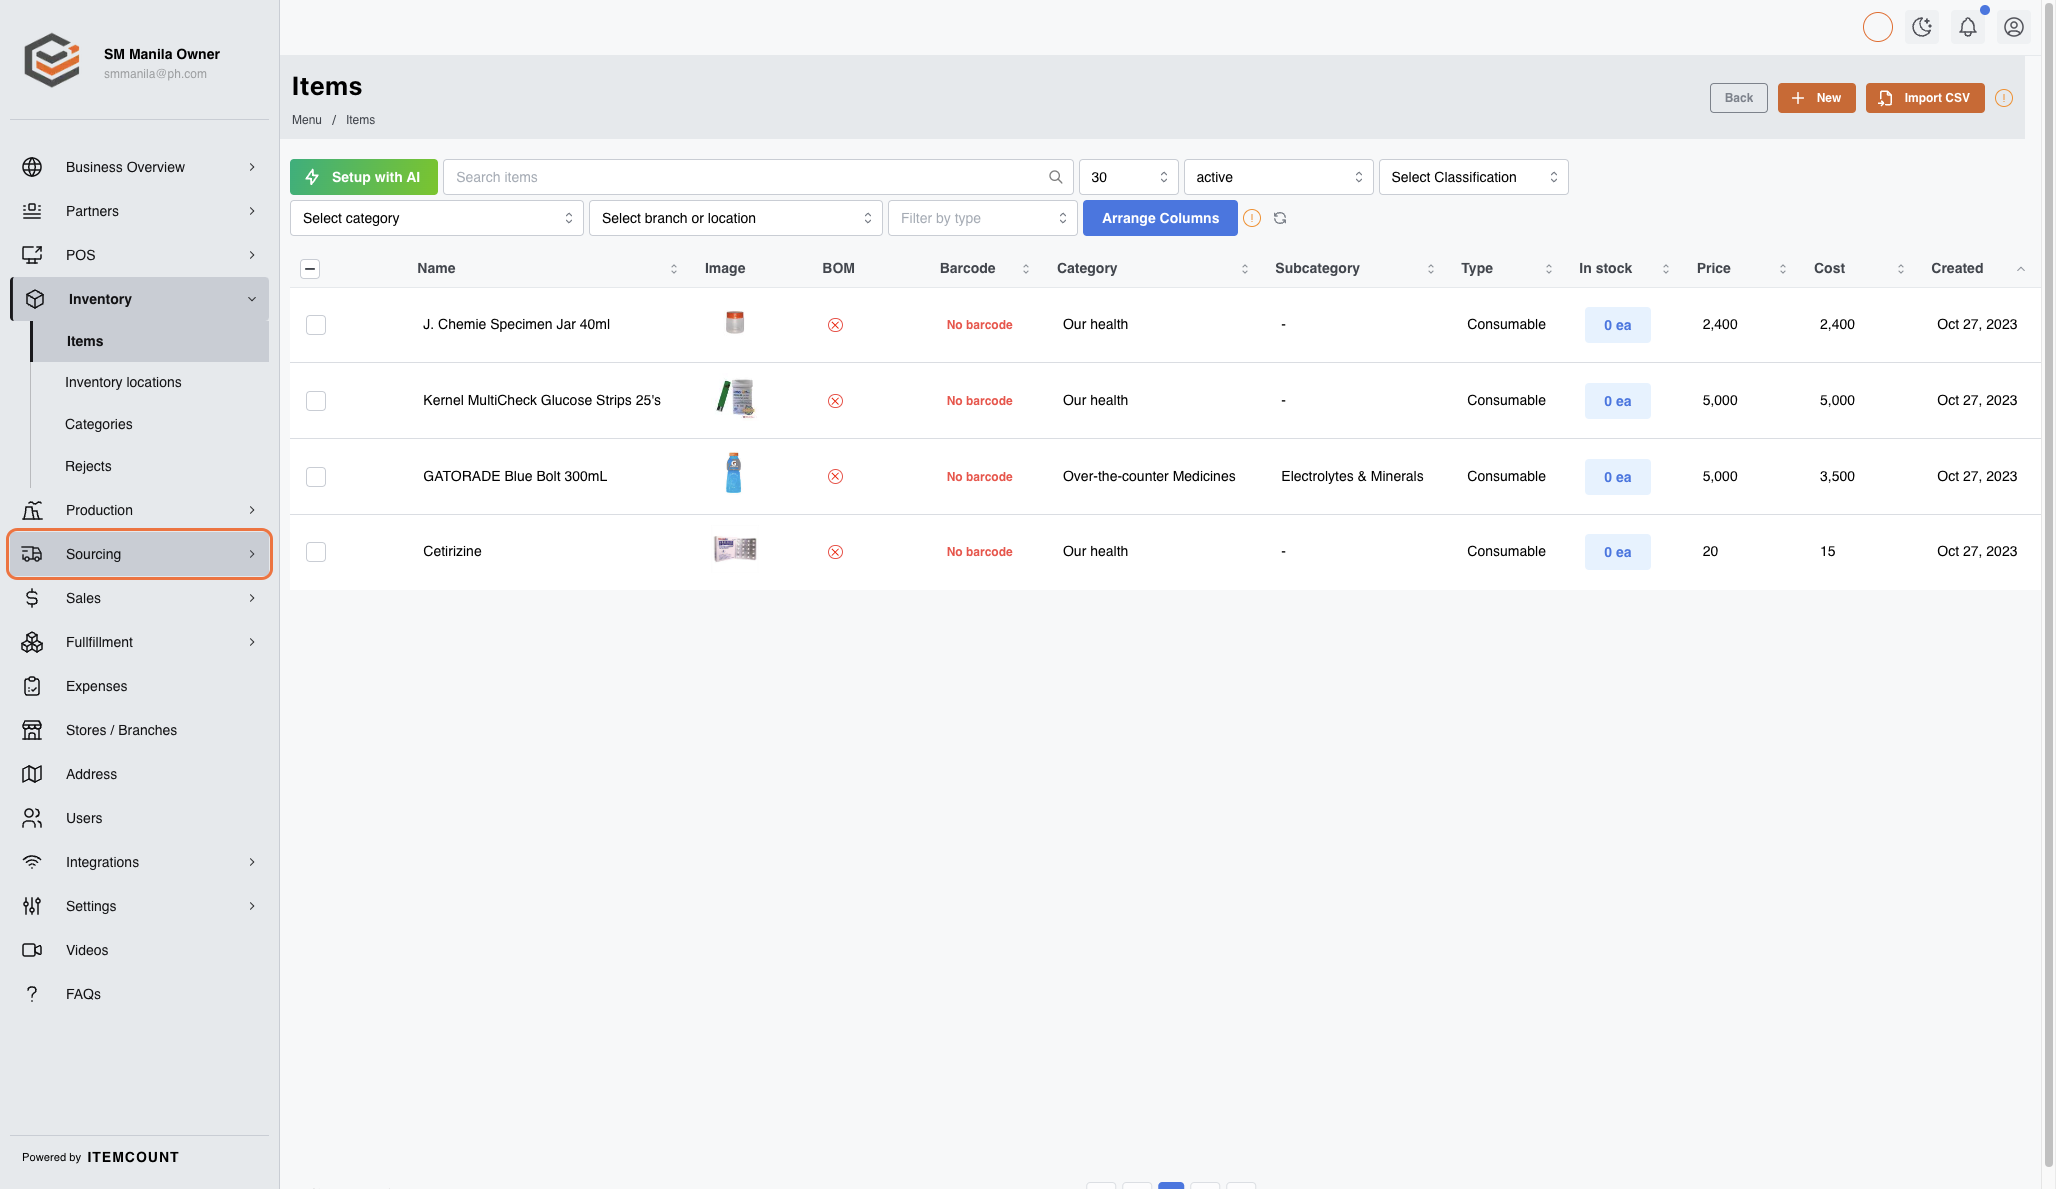 SM Manila Owner
smmanila@ph.com
Business Overview
Partners
POS
Inventory
Items
Inventory locations
Categories
Rejects
Production
Sourcing
Sales
Fullfillment
Expenses
Stores / Branches
Address
Users
Integrations
Settings
Videos
FAQs
Powered by ITEMCOUNT
Items
Menu / Items
Back
New
Import CSV
Setup with AI
Search items
30
active
Select Classification
Select category
Select branch or location
Filter by type
Arrange Columns
Name Image BOM Barcode Category Subcategory Type In stock Price Cost Created
J. Chemie Specimen Jar 40ml No barcode Our health - Consumable 0 ea 2,400 2,400 Oct 27, 2023
Kernel MultiCheck Glucose Strips 25's No barcode Our health - Consumable 0 ea 5,000 5,000 Oct 27, 2023
GATORADE Blue Bolt 300mL No barcode Over-the-counter Medicines Electrolytes & Minerals Consumable 0 ea 5,000 3,500 Oct 27, 2023
Cetirizine No barcode Our health - Consumable 0 ea 20 15 Oct 27, 2023